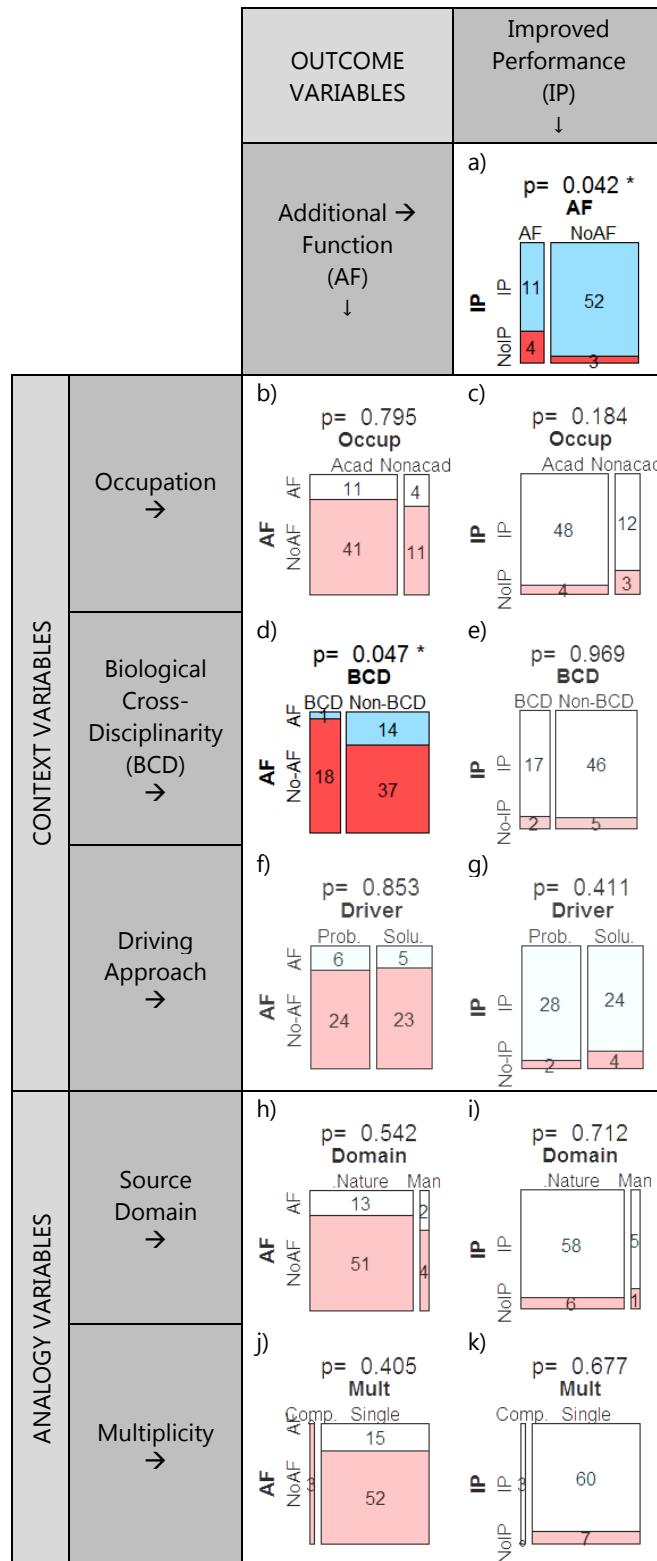 OUTCOME
VARIABLES
Improved
Performance
(IP)
↓
Additional →
Function
(AF)
↓
a)
p= 0.042 *
AF
AF NoAF
IP
IP
NoIP
11
52
4
3
CONTEXT VARIABLES
Occupation
→
b)
p= 0.795
Occup
Acad Nonacad
AF
AF
NoAF
11
4
41
11
c)
p= 0.184
Occup
Acad Nonacad
IP
IP
NoIP
48
12
4
3
Biological
Cross-
Disciplinarity
(BCD)
→
d)
p= 0.047 *
BCD
BCD Non-BCD
AF
AF
No-AF
1
14
18
37
e)
p= 0.969
BCD
BCD Non-BCD
IP
IP
No-IP
17
46
2
5
Driving
Approach
→
f)
p= 0.853
Driver
Prob. Solu.
AF
AF
No-AF
6
5
24
23
g)
p= 0.411
Driver
Prob. Solu.
IP
IP
No-IP
28
24
2
4
ANALOGY VARIABLES
Source
Domain
→
h)
p= 0.542
Domain
.Nature Man
AF
AF
NoAF
13
2
51
4
i)
p= 0.712
Domain
.Nature Man
IP
IP
NoIP
58
5
6
1
Multiplicity
→
j)
p= 0.405
Mult
Comp. Single
AF
AF
NoAF
15
3
52
k)
p= 0.677
Mult
Comp. Single
IP
IP
NoIP
3
60
7